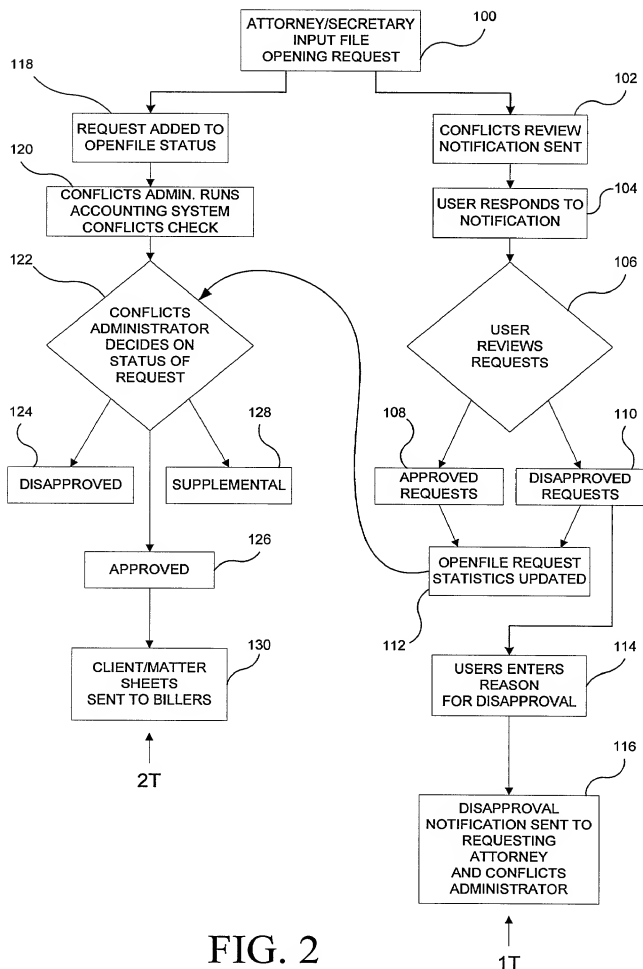 ATTORNEY/SECRETARY
INPUT FILE
OPENING REQUEST
100
118
REQUEST ADDED TO
OPENFILE STATUS
102
CONFLICTS REVIEW
NOTIFICATION SENT
120
CONFLICTS ADMIN. RUNS
ACCOUNTING SYSTEM
CONFLICTS CHECK
104
USER RESPONDS TO
NOTIFICATION
122
CONFLICTS
ADMINISTRATOR
DECIDES ON
STATUS OF
REQUEST
106
USER
REVIEWS
REQUESTS
124
DISAPPROVED
128
SUPPLEMENTAL
108
APPROVED
REQUESTS
110
DISAPPROVED
REQUESTS
126
APPROVED
OPENFILE REQUEST
STATISTICS UPDATED
112
130
CLIENT/MATTER
SHEETS
SENT TO BILLERS
114
USERS ENTERS
REASON
FOR DISAPPROVAL
2T
116
DISAPPROVAL
NOTIFICATION SENT TO
REQUESTING
ATTORNEY
AND CONFLICTS
ADMINISTRATOR
1T
FIG. 2